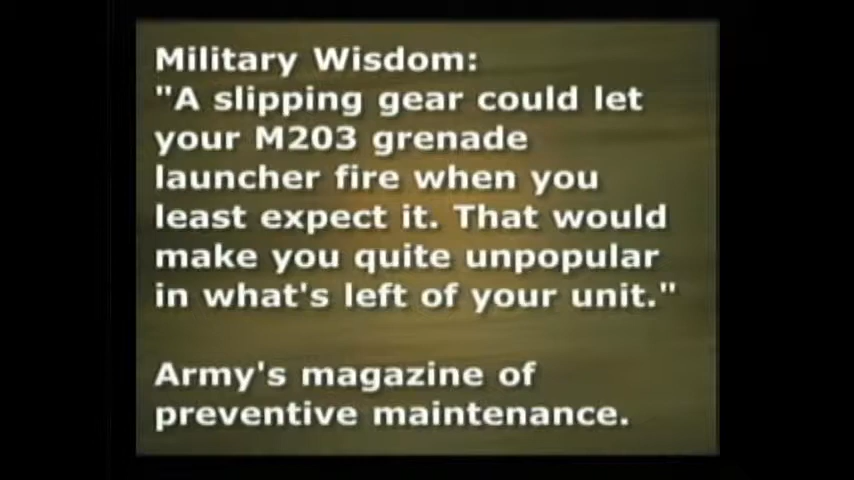 Military Wisdom:
"A slipping gear could let
your M203 grenade
launcher fire when you
least expect it. That would
make you quite unpopular
in what's left of your unit."
Army's magazine of
preventive maintenance.